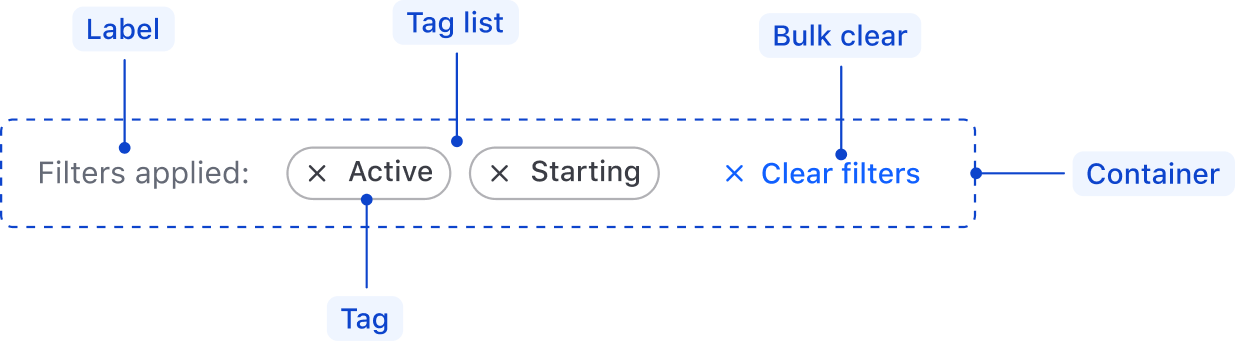 Label
Tag list
Bulk clear
Filters applied: Active Starting Clear filters
Container
Tag